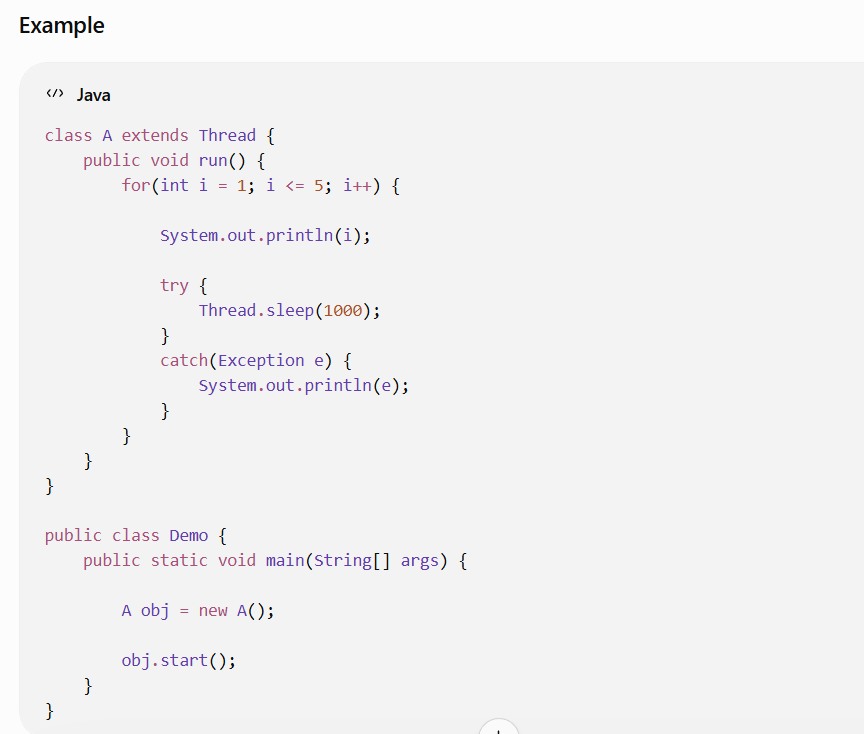 Example
</> Java
class A extends Thread {
    public void run() {
        for(int i = 1; i <= 5; i++) {
            System.out.println(i);
            try {
                Thread.sleep(1000);
            }
            catch(Exception e) {
                System.out.println(e);
            }
        }
    }
}
public class Demo {
    public static void main(String[] args) {
        A obj = new A();
        obj.start();
    }
}